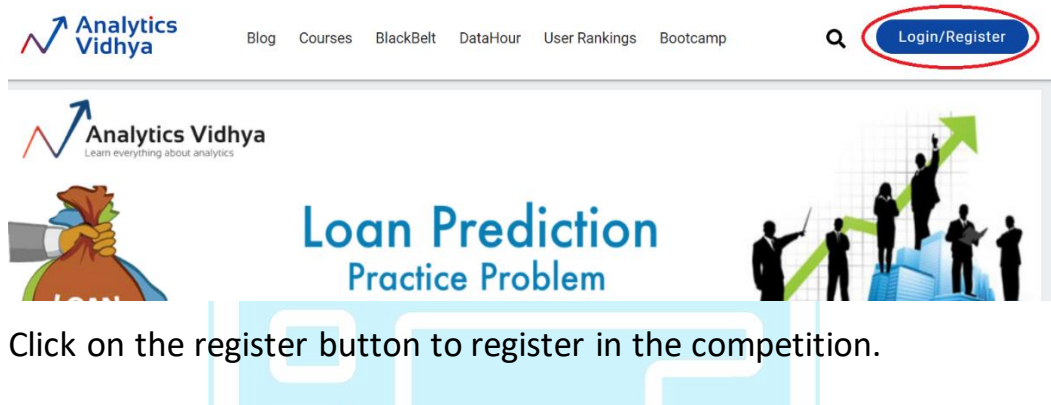 Analytics
Vidhya
Blog Courses BlackBelt DataHour User Rankings Bootcamp Login/Register
Analytics Vidhya
Learn everything about analytics
Loan Prediction
Practice Problem
LOAN
Click on the register button to register in the competition.